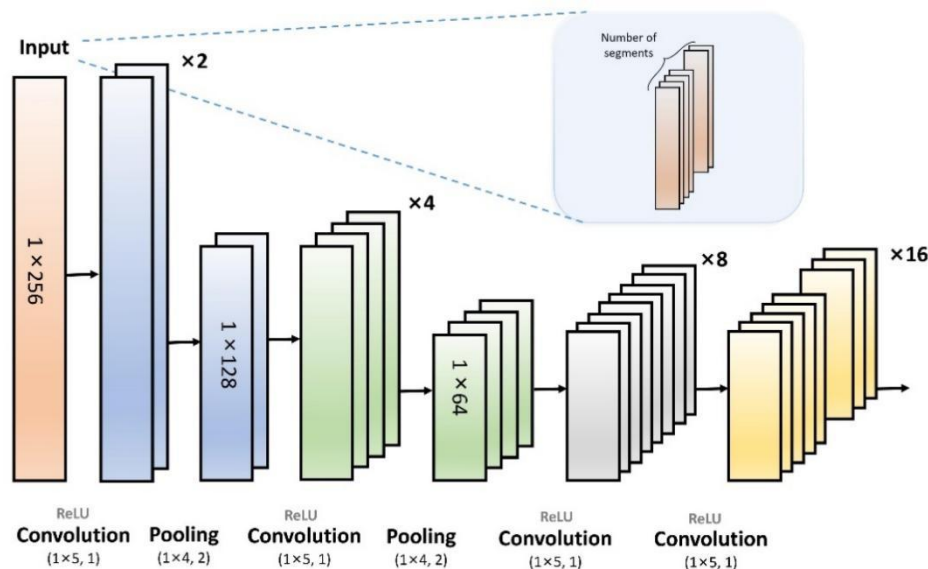 Number of
segments
Input
×2
×4
×8
×16
1×256
1×128
1×64
ReLU
Convolution
(1×5, 1)
Pooling
(1×4, 2)
ReLU
Convolution
(1×5, 1)
Pooling
(1×4, 2)
ReLU
Convolution
(1×5, 1)
ReLU
Convolution
(1×5, 1)